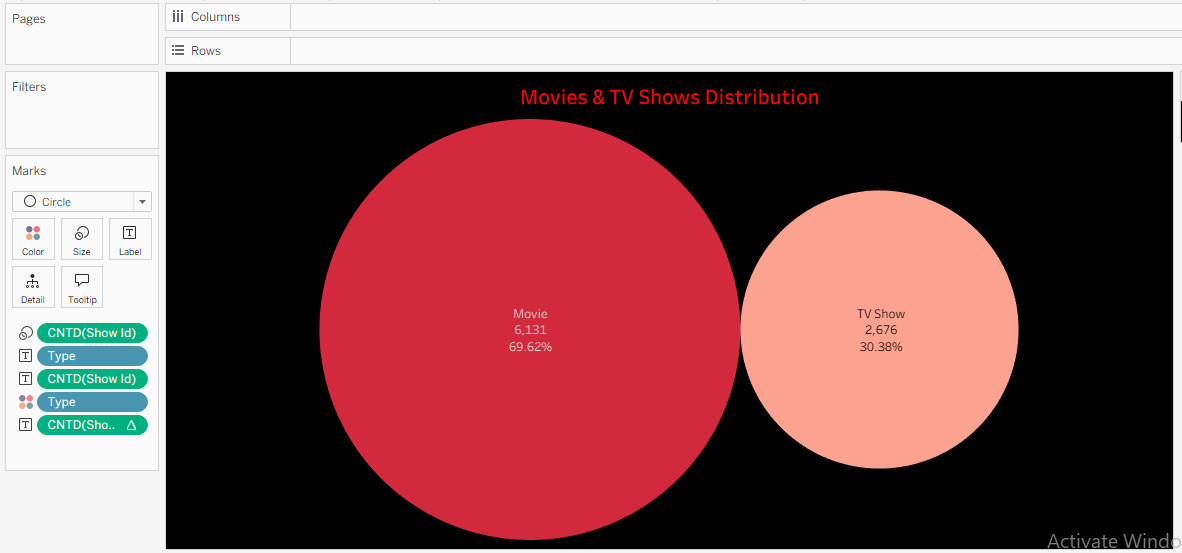 Pages
Columns
Rows
Filters
Marks
Circle
Color
Size
Label
Detail
Tooltip
CNTD(Show Id)
Type
CNTD(Show Id)
Type
CNTD(Sho..
Movies & TV Shows Distribution
Movie
6,131
69.62%
TV Show
2,676
30.38%
Activate Windo